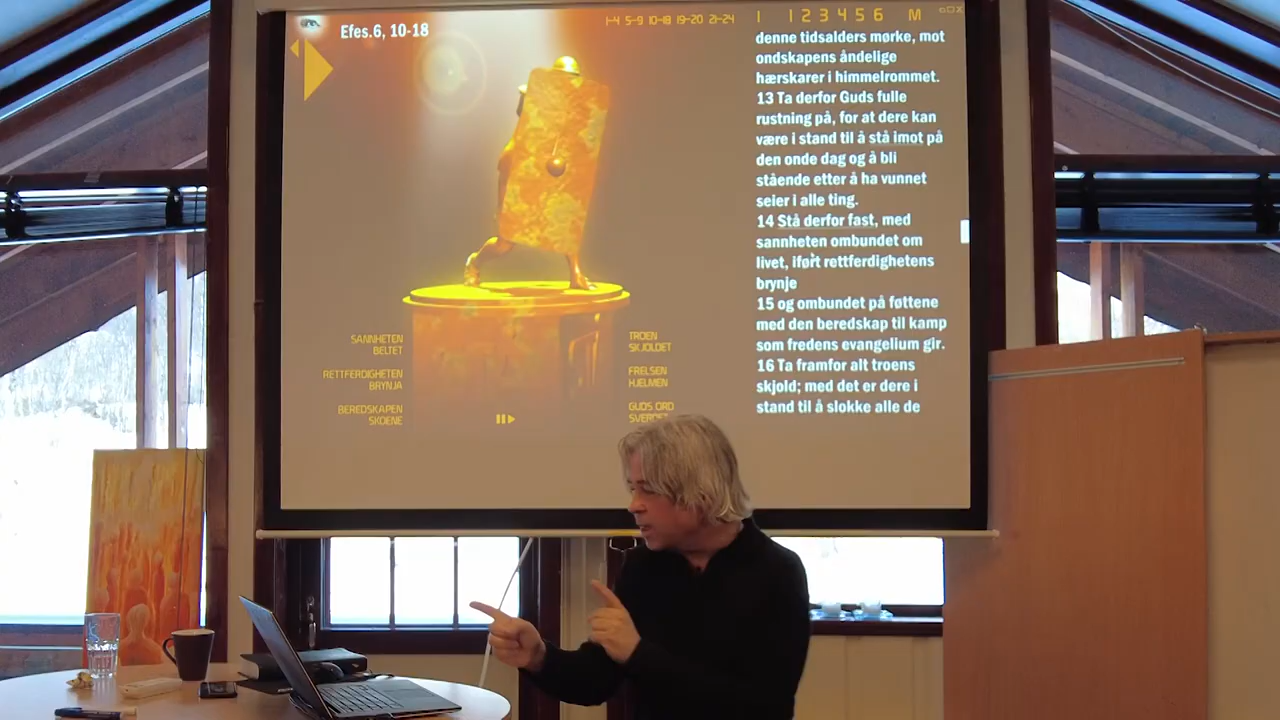 Efes.6, 10-18
1-4 5-9 10-18 19-20 21-24 I 1 2 3 4 5 6 M
denne tidsalders mørke, mot
ondskapens åndelige
hærskarer i himmelrommet.
13 Ta derfor Guds fulle
rustning på, for at dere kan
være i stand til å stå imot på
den onde dag og å bli
stående etter å ha vunnet
seier i alle ting.
14 Stå derfor fast, med
sannheten ombundet om
livet, iført rettferdighetens
brynje
15 og ombundet på føttene
med den beredskap til kamp
som fredens evangelium gir.
16 Ta framfor alt troens
skjold; med det er dere i
stand til å slokke alle de
SANNHETEN
BELTET
RETTFERDIGHETEN
BRYNJA
BEREDSKAPEN
SKOENE
TROEN
SKJOLDET
FRELSEN
HJELMEN
GUDS ORD
SVERDET